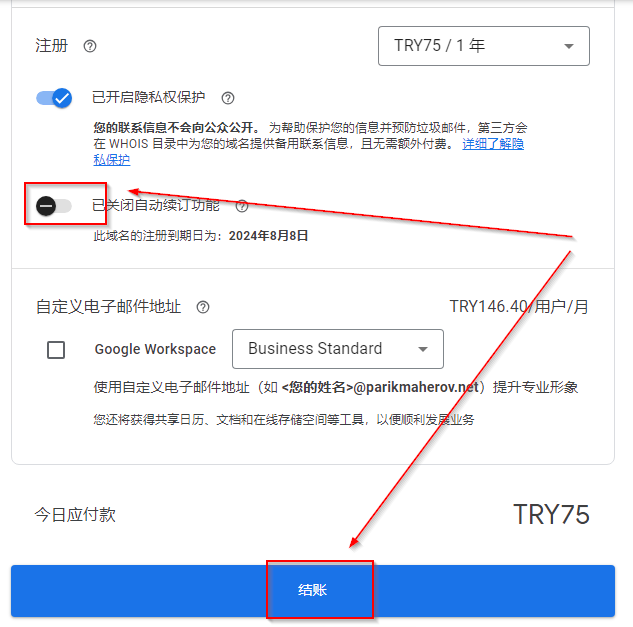 注册
TRY75 / 1 年
已开启隐私权保护
您的联系信息不会向公众公开。 为帮助保护您的信息并预防垃圾邮件，第三方会
在 WHOIS 目录中为您的域名提供备用联系信息，且无需额外付费。 详细了解隐
私权保护
已关闭自动续订功能
此域名的注册到期日为：2024年8月8日
自定义电子邮件地址
TRY146.40/用户/月
Google Workspace
Business Standard
使用自定义电子邮件地址（如 <您的姓名>@parikmaherov.net）提升专业形象
您还将获得共享日历、文档和在线存储空间等工具，以便顺利发展业务
今日应付款
TRY75
结账